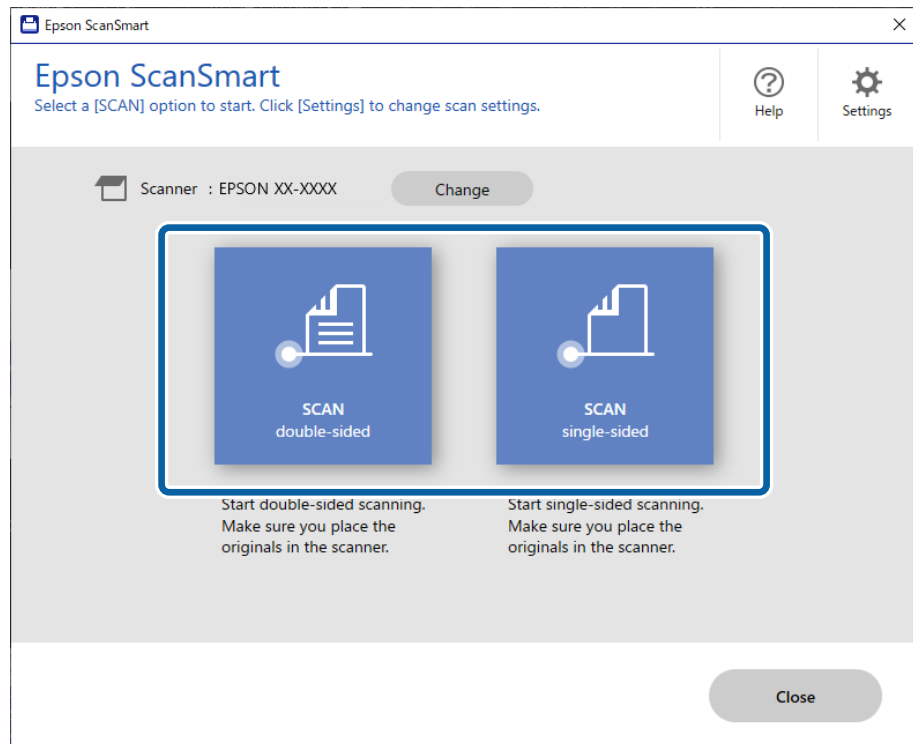 Epson ScanSmart
Epson ScanSmart
Select a [SCAN] option to start. Click [Settings] to change scan settings.
Help
Settings
Scanner : EPSON XX-XXXX
Change
SCAN
double-sided
SCAN
single-sided
Start double-sided scanning.
Make sure you place the
originals in the scanner.
Start single-sided scanning.
Make sure you place the
originals in the scanner.
Close